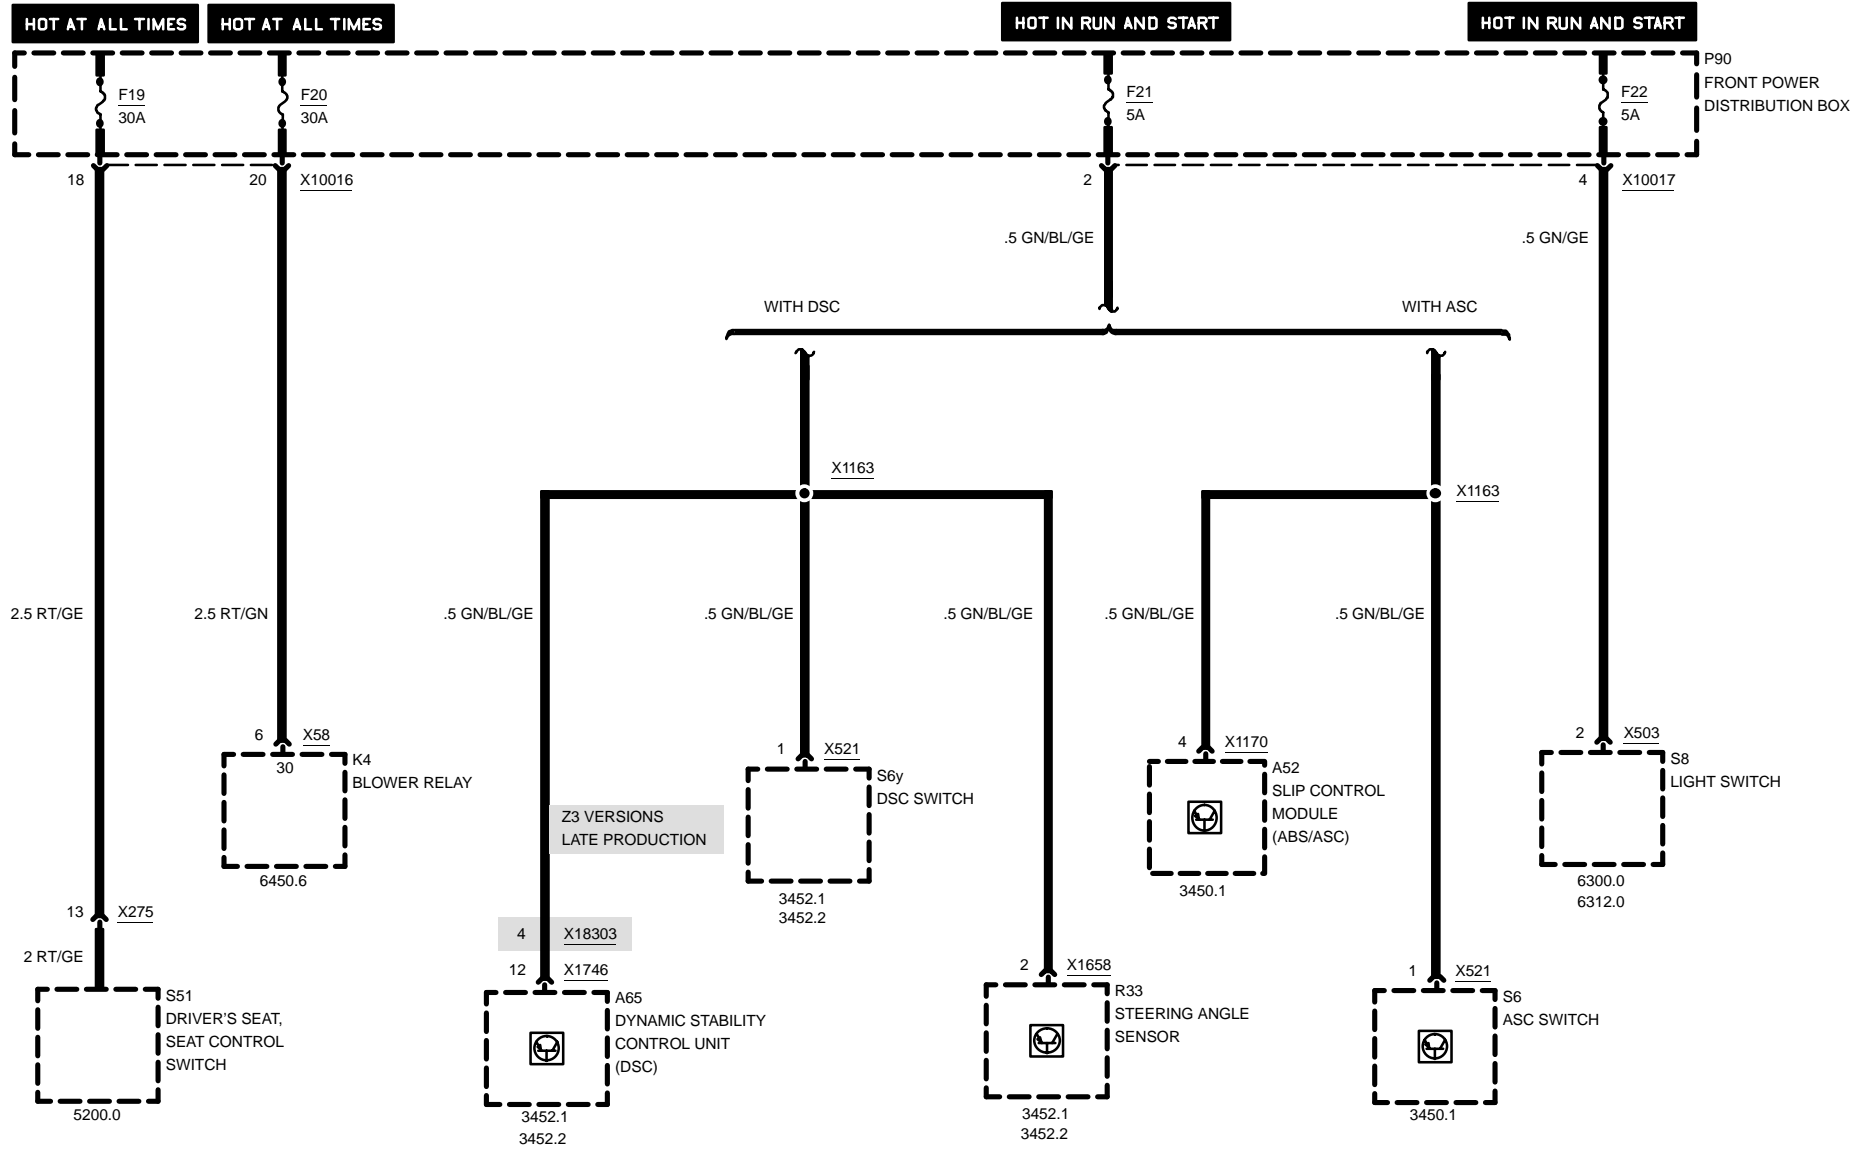 HOT AT ALL TIMES
HOT AT ALL TIMES
HOT IN RUN AND START
HOT IN RUN AND START
P90
FRONT POWER
DISTRIBUTION BOX
F19
30A
F20
30A
F21
5A
F22
5A
18
20
X10016
2
4
X10017
.5 GN/BL/GE
.5 GN/GE
WITH DSC
WITH ASC
X1163
X1163
2.5 RT/GE
2.5 RT/GN
.5 GN/BL/GE
.5 GN/BL/GE
.5 GN/BL/GE
.5 GN/BL/GE
.5 GN/BL/GE
6
X58
30
K4
BLOWER RELAY
6450.6
1
X521
S6y
DSC SWITCH
3452.1
3452.2
4
X1170
A52
SLIP CONTROL
MODULE
(ABS/ASC)
3450.1
2
X503
S8
LIGHT SWITCH
6300.0
6312.0
Z3 VERSIONS
LATE PRODUCTION
13
X275
2 RT/GE
S51
DRIVER'S SEAT,
SEAT CONTROL
SWITCH
5200.0
4
X18303
12
X1746
A65
DYNAMIC STABILITY
CONTROL UNIT
(DSC)
3452.1
3452.2
2
X1658
R33
STEERING ANGLE
SENSOR
3452.1
3452.2
1
X521
S6
ASC SWITCH
3450.1